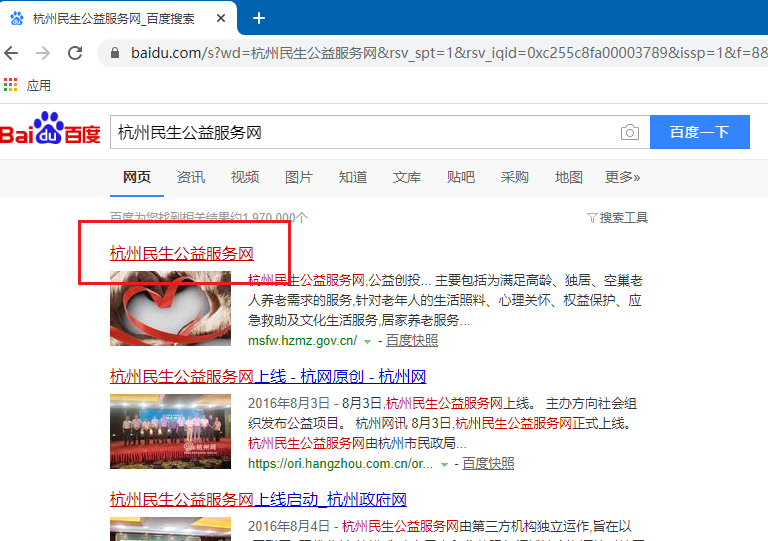 杭州民生公益服务网_百度搜索
baidu.com/s?wd=杭州民生公益服务网&rsv_spt=1&rsv_iqid=0xc255c8fa00003789&issp=1&f=8&
应用
Bai du 百度
杭州民生公益服务网
百度一下
网页 资讯 视频 图片 知道 文库 贴吧 采购 地图 更多»
百度为您找到相关结果约1,970,000个
搜索工具
杭州民生公益服务网
杭州民生公益服务网,公益创投... 主要包括为满足高龄、独居、空巢老
人养老需求的服务,针对老年人的生活照料、心理关怀、权益保护、应
急救助及文化生活服务,居家养老服务...
msfw.hzmz.gov.cn/ - 百度快照
杭州民生公益服务网上线 - 杭网原创 - 杭州网
2016年8月3日 - 8月3日,杭州民生公益服务网上线。 主办方向社会组
织发布公益项目。 杭州网讯 8月3日,杭州民生公益服务网正式上线。
杭州民生公益服务网由杭州市民政局...
杭州网
https://ori.hangzhou.com.cn/or... - 百度快照
杭州民生公益服务网上线启动_杭州政府网
2016年8月4日 - 杭州民生公益服务网由第三方机构独立运作,旨在以